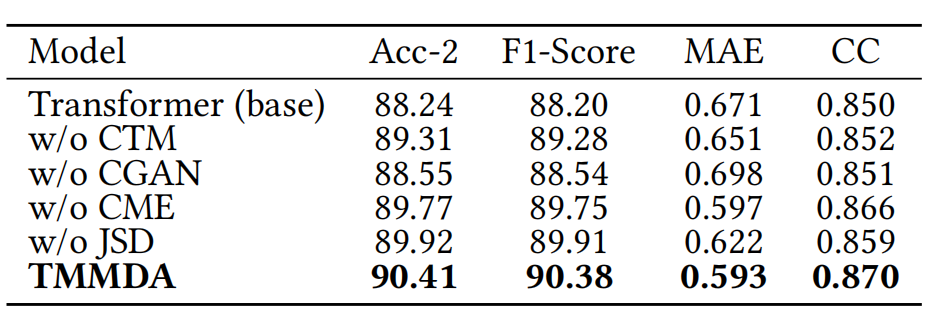 Model Acc-2 F1-Score MAE CC
Transformer (base) 88.24 88.20 0.671 0.850
w/o CTM 89.31 89.28 0.651 0.852
w/o CGAN 88.55 88.54 0.698 0.851
w/o CME 89.77 89.75 0.597 0.866
w/o JSD 89.92 89.91 0.622 0.859
TMMDA 90.41 90.38 0.593 0.870